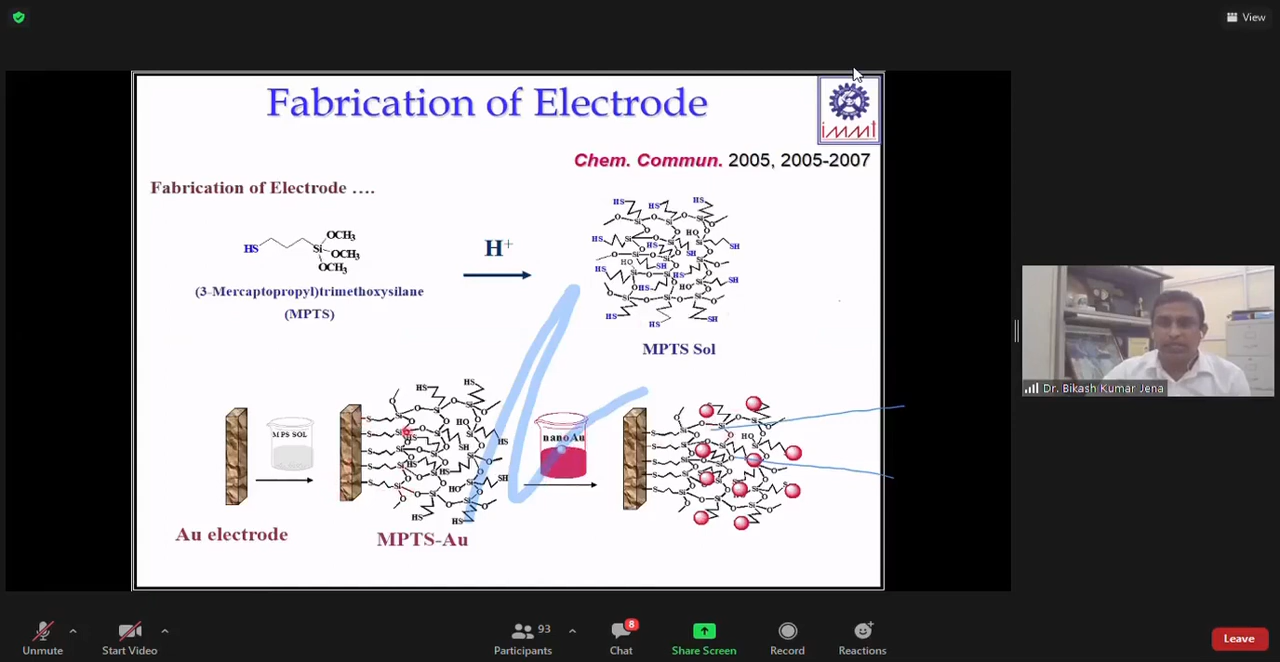 View
Fabrication of Electrode
immt
Chem. Commun. 2005, 2005-2007
Fabrication of Electrode ....
HS
Si
OCH3
OCH3
OCH3
H+
(3-Mercaptopropyl)trimethoxysilane
(MPTS)
MPTS Sol
MPS SOL
nanoAu
Au electrode
MPTS-Au
Dr. Bikash Kumar Jena
Unmute
Start Video
93
Participants
8
Chat
Share Screen
Record
Reactions
Leave